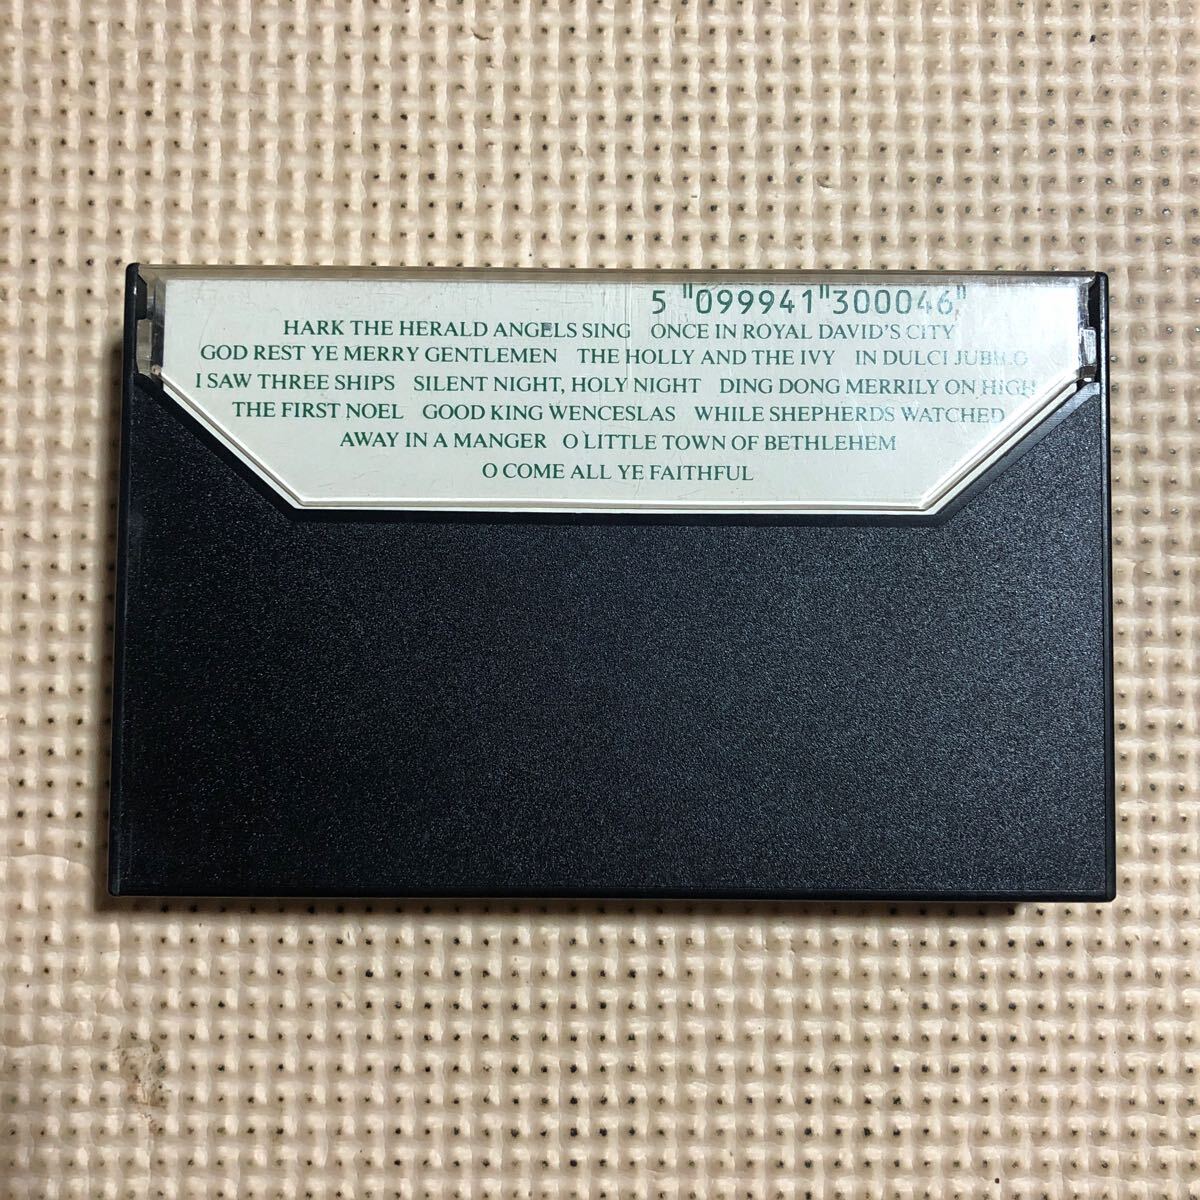 5 "099941"300046"
HARK THE HERALD ANGELS SING ONCE IN ROYAL DAVID'S CITY
GOD REST YE MERRY GENTLEMEN THE HOLLY AND THE IVY IN DULCI JUBILO
I SAW THREE SHIPS SILENT NIGHT, HOLY NIGHT DING DONG MERRILY ON HIGH
THE FIRST NOEL GOOD KING WENCESLAS WHILE SHEPHERDS WATCHED
AWAY IN A MANGER O LITTLE TOWN OF BETHLEHEM
O COME ALL YE FAITHFUL